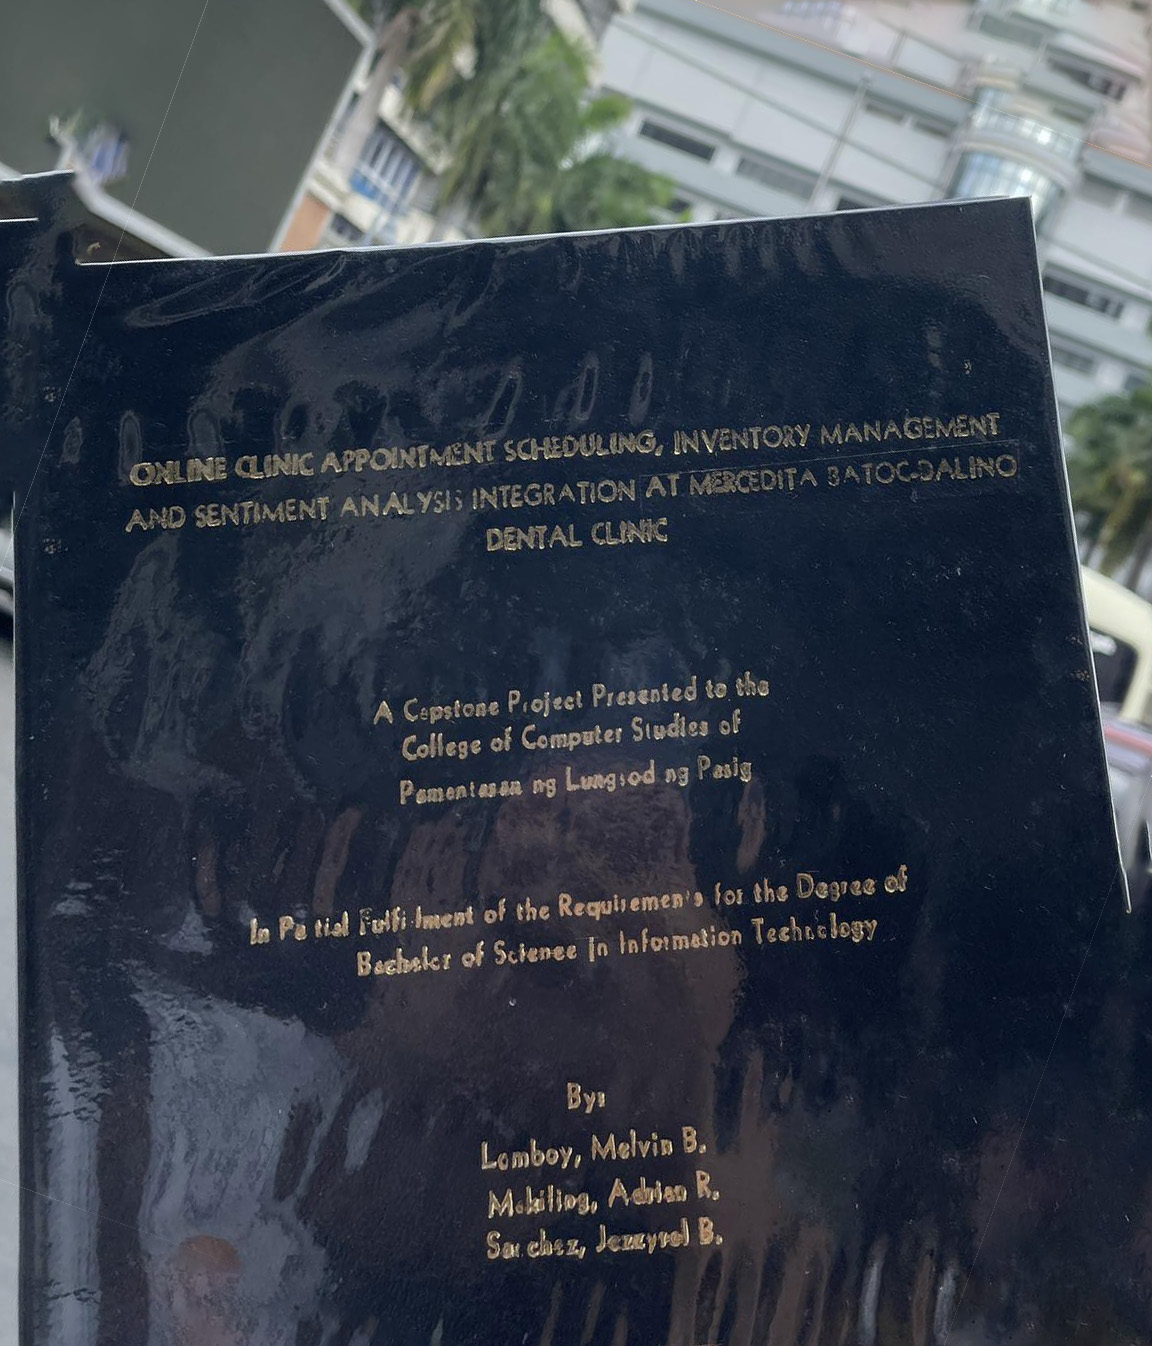 ONLINE CLINIC APPOINTMENT SCHEDULING, INVENTORY MANAGEMENT
AND SENTIMENT ANALYSIS INTEGRATION AT MERCEDITA BATOC-DALINO
DENTAL CLINIC
A Capstone Project Presented to the
College of Computer Studies of
Pamantasan ng Lungsod ng Pasig
In Partial Fulfillment of the Requirements for the Degree of
Bachelor of Science in Information Technology
By:
Lomboy, Melvin B.
Makiling, Adrian R.
Sanchez, Jezzyrel B.